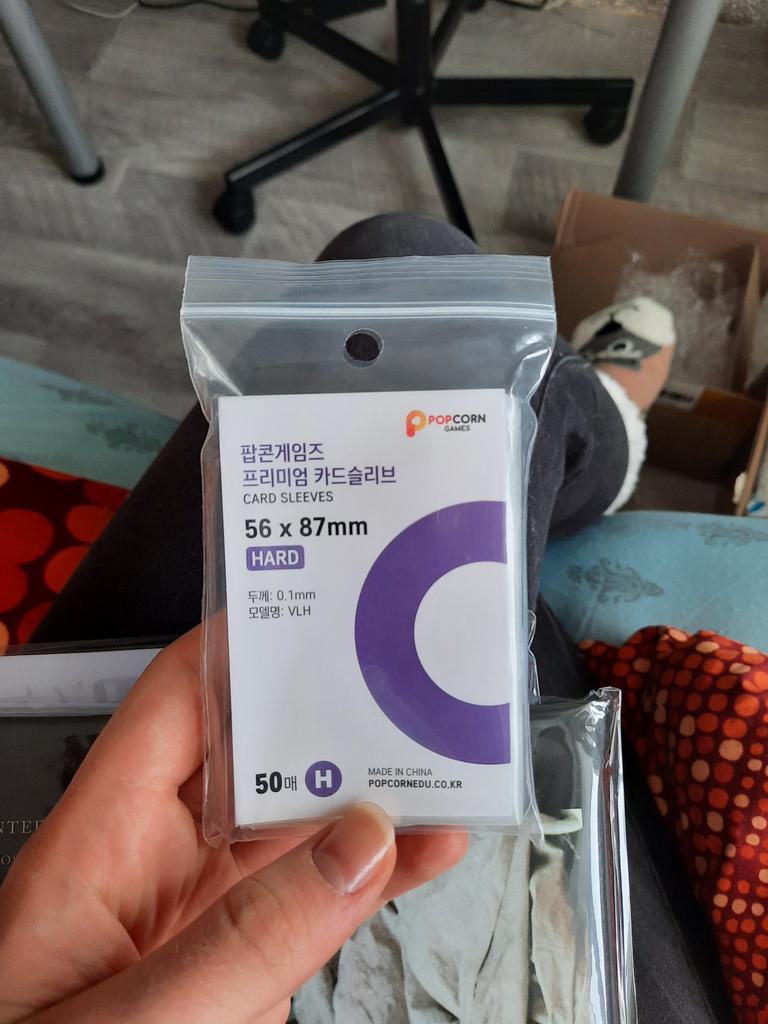 POPCORN
GAMES
팝콘게임즈
프리미엄 카드슬리브
CARD SLEEVES
56 x 87mm
HARD
두께: 0.1mm
모델명: VLH
50매 H
MADE IN CHINA
POPCORNEDU.CO.KR